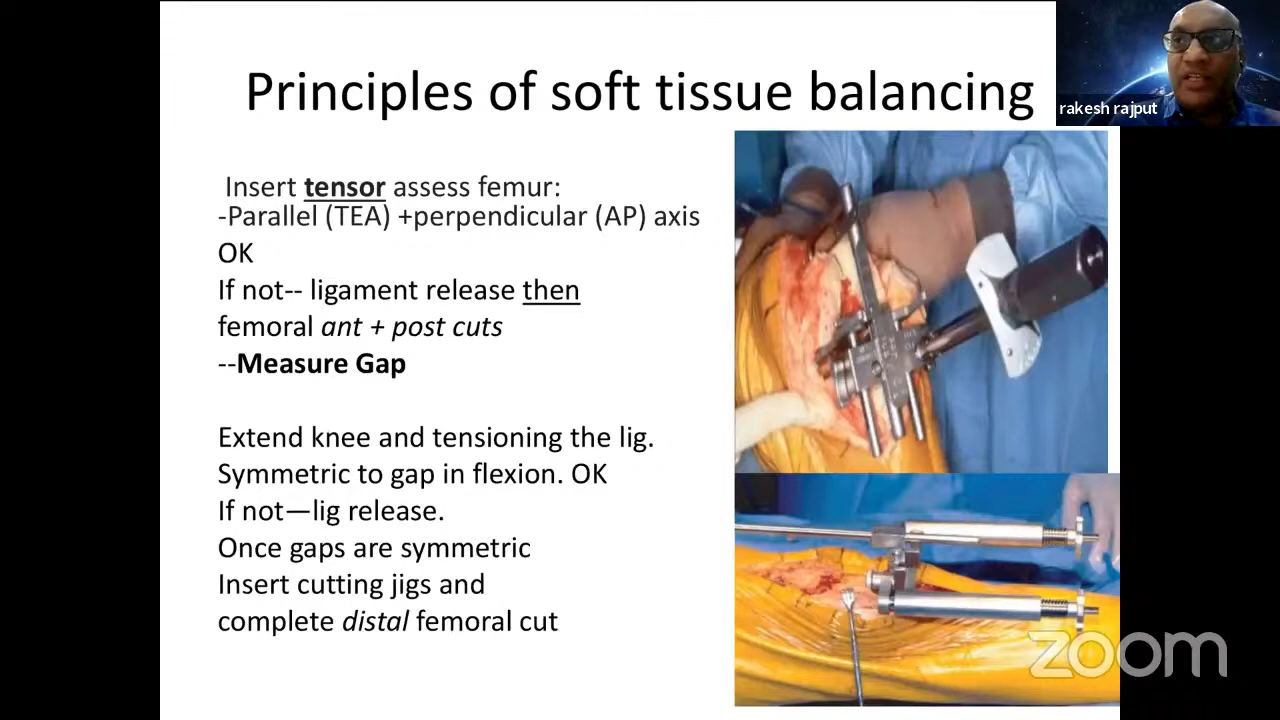 Principles of soft tissue balancing
rakesh rajput
Insert tensor assess femur:
-Parallel (TEA) +perpendicular (AP) axis
OK
If not-- ligament release then
femoral ant + post cuts
--Measure Gap
Extend knee and tensioning the lig.
Symmetric to gap in flexion. OK
If not—lig release.
Once gaps are symmetric
Insert cutting jigs and
complete distal femoral cut
zoom